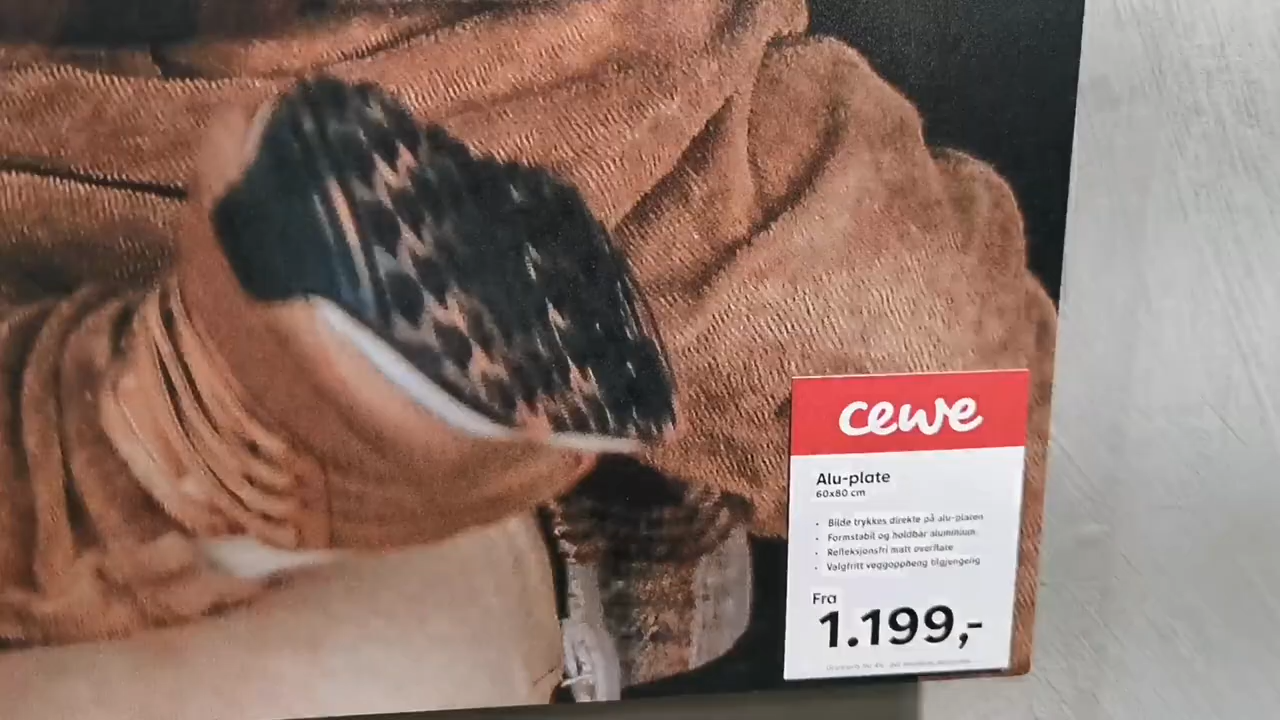 cewe
Alu-plate
60x80 cm
• Bilde trykkes direkte på alu-platen
• Formstabil og holdbar aluminium
• Refleksjonsfri matt overflate
• Valgfritt veggoppheng tilgjengelig
Fra
1.199,-